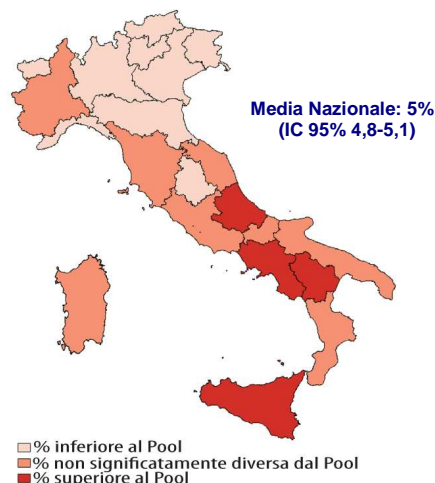 Media Nazionale: 5%
(IC 95% 4,8-5,1)
% inferiore al Pool
% non significatamente diversa dal Pool
% superiore al Pool